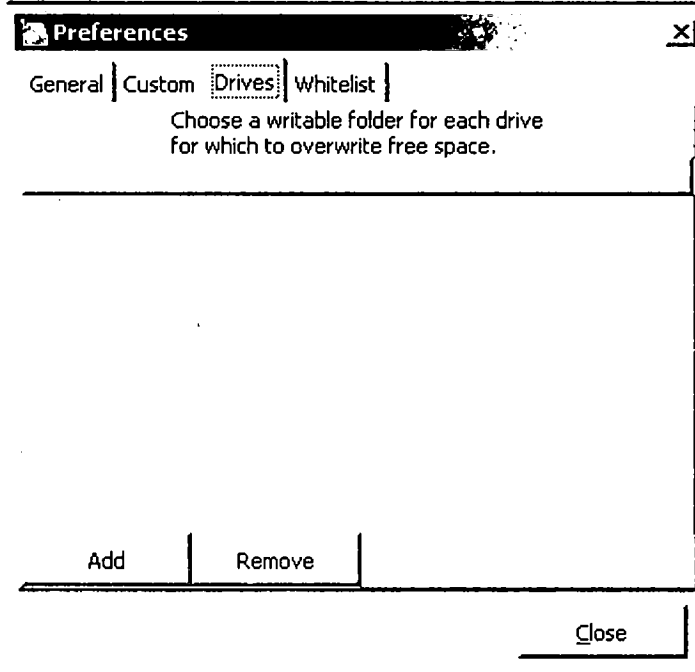 Preferences
General Custom Drives Whitelist
Choose a writable folder for each drive
for which to overwrite free space.
Add Remove
Close